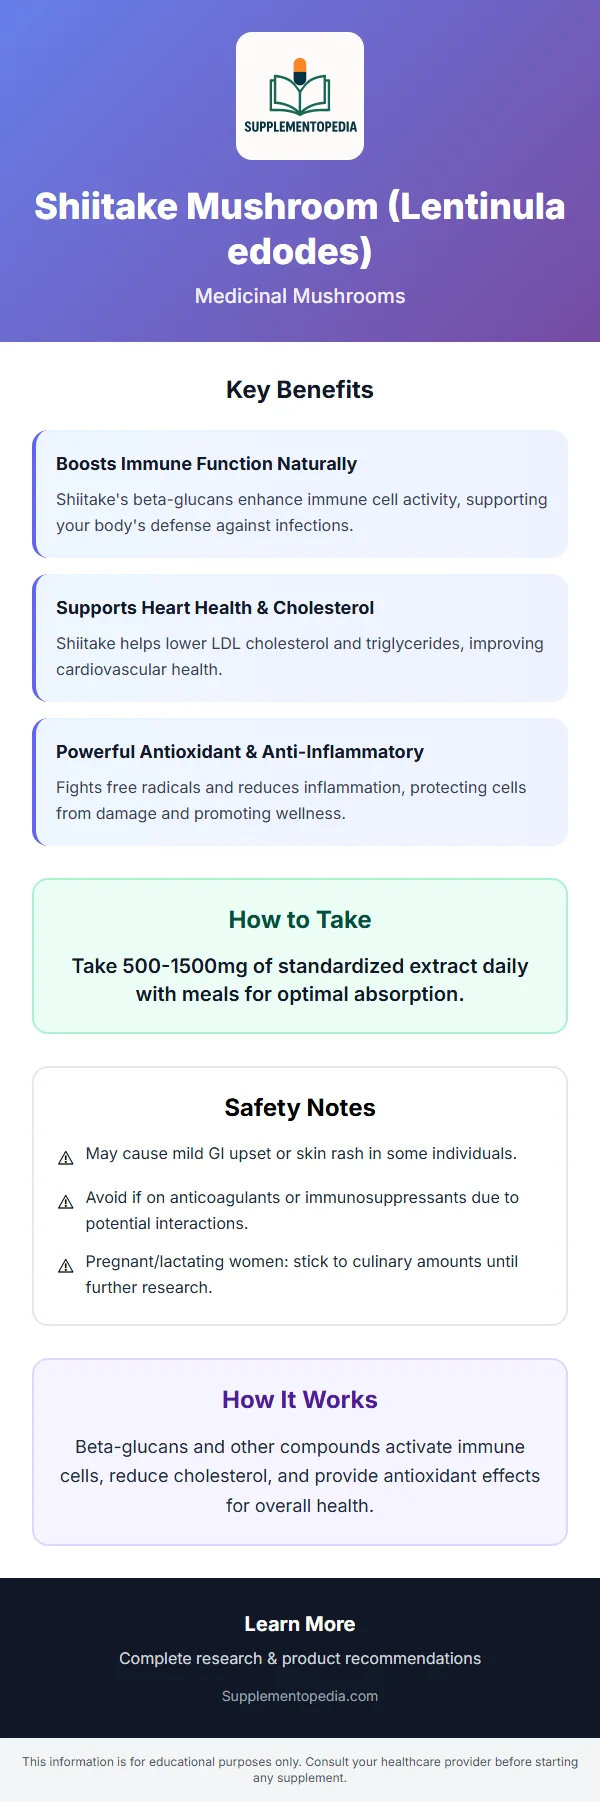 SUPPLEMENTOPEDIA
Shiitake Mushroom (Lentinula
edodes)
Medicinal Mushrooms
Key Benefits
Boosts Immune Function Naturally
Shiitake's beta-glucans enhance immune cell activity, supporting
your body's defense against infections.
Supports Heart Health & Cholesterol
Shiitake helps lower LDL cholesterol and triglycerides, improving
cardiovascular health.
Powerful Antioxidant & Anti-Inflammatory
Fights free radicals and reduces inflammation, protecting cells
from damage and promoting wellness.
How to Take
Take 500-1500mg of standardized extract daily
with meals for optimal absorption.
Safety Notes
⚠ May cause mild GI upset or skin rash in some individuals.
⚠ Avoid if on anticoagulants or immunosuppressants due to
potential interactions.
⚠ Pregnant/lactating women: stick to culinary amounts until
further research.
How It Works
Beta-glucans and other compounds activate immune
cells, reduce cholesterol, and provide antioxidant effects
for overall health.
Learn More
Complete research & product recommendations
Supplementopedia.com
This information is for educational purposes only. Consult your healthcare provider before starting
any supplement.